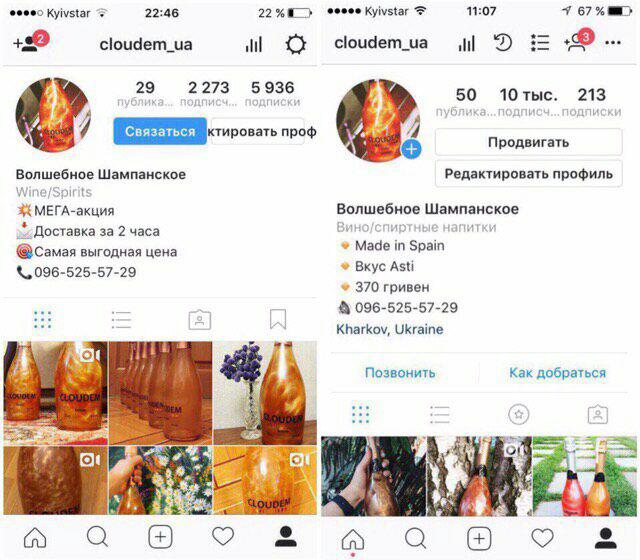 Kyivstar 22:46 22 %
2
cloudem_ua
29 2 273 5 936
публика... подписч... подписки
Связаться
ктировать проф
Волшебное Шампанское
Wine/Spirits
💥МЕГА-акция
📩Доставка за 2 часа
🎯Самая выгодная цена
📞096-525-57-29
CLOUDEM
CLOUDEM
CLOUDEM
CLOUDEM
CLOUDEM
Kyivstar 11:07 67 %
cloudem_ua
3
50 10 тыс. 213
публика... подписч... подписки
Продвигать
Редактировать профиль
Волшебное Шампанское
Вино/спиртные напитки
🔸Made in Spain
🔸Вкус Asti
🔸370 гривен
096-525-57-29
Kharkov, Ukraine
Позвонить Как добраться